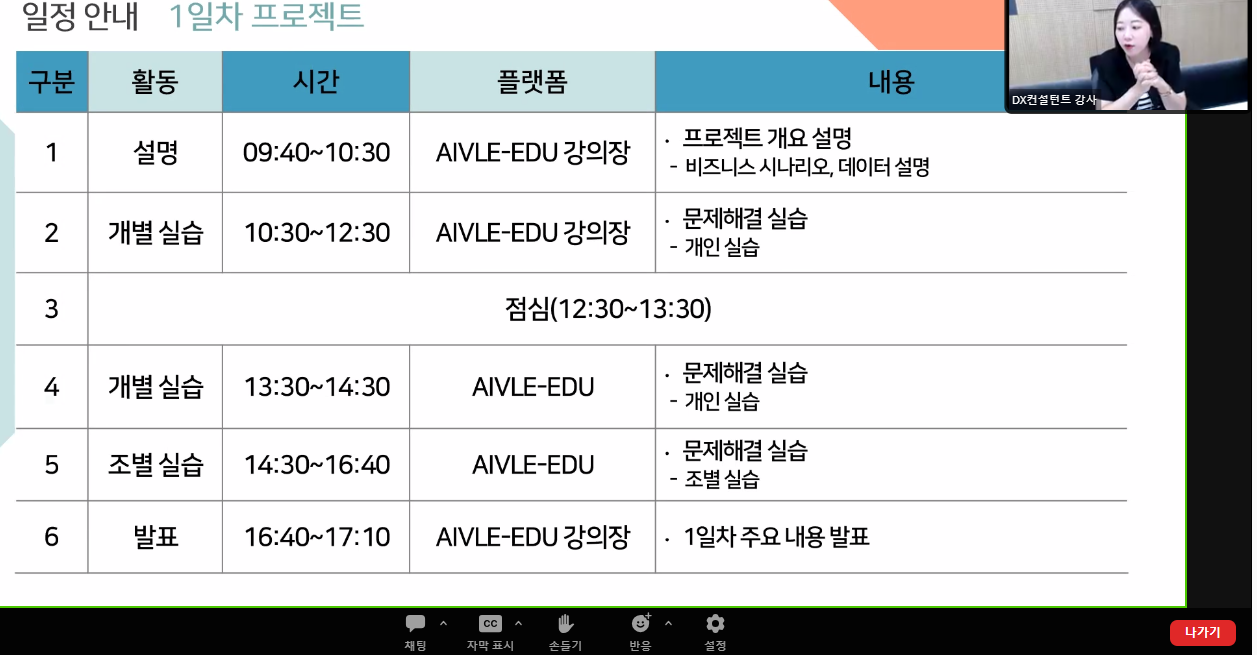 일정 안내 1일차 프로젝트
구분 활동 시간 플랫폼 내용
DX컨설턴트 강사
1 설명 09:40~10:30 AIVLE-EDU 강의장 · 프로젝트 개요 설명
- 비즈니스 시나리오, 데이터 설명
2 개별 실습 10:30~12:30 AIVLE-EDU 강의장 · 문제해결 실습
- 개인 실습
3 점심(12:30~13:30)
4 개별 실습 13:30~14:30 AIVLE-EDU · 문제해결 실습
- 개인 실습
5 조별 실습 14:30~16:40 AIVLE-EDU · 문제해결 실습
- 조별 실습
6 발표 16:40~17:10 AIVLE-EDU 강의장 · 1일차 주요 내용 발표
CC
채팅 자막 표시 손들기 반응 설정 나가기